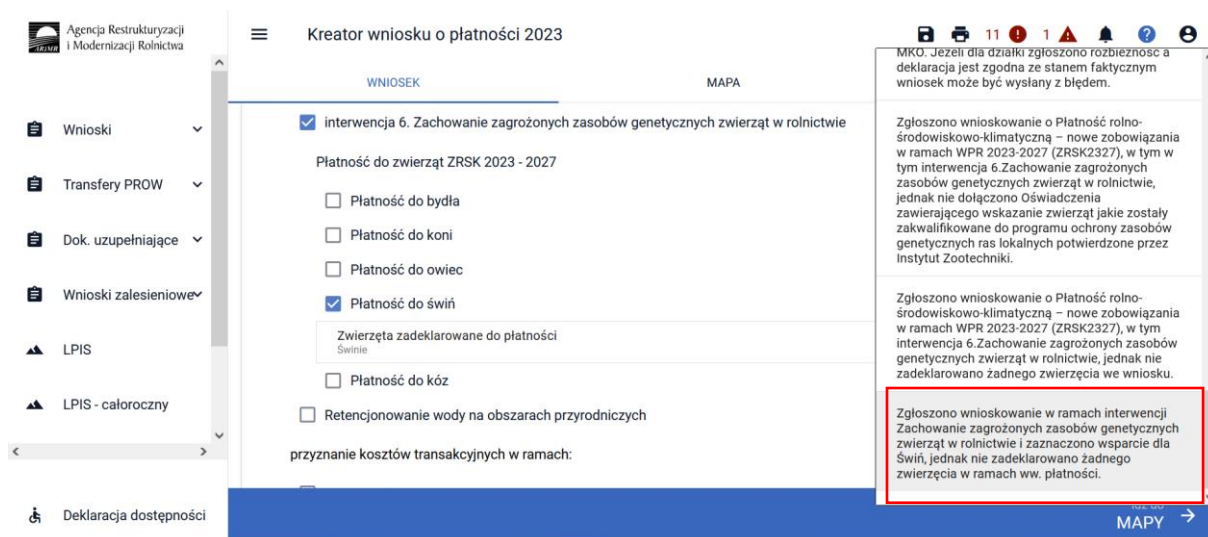 Agencja Restrukturyzacji
i Modernizacji Rolnictwa
ARiMR
Wnioski
Transfery PROW
Dok. uzupełniające
Wnioski zalesieniowe
LPIS
LPIS - całoroczny
Deklaracja dostępności
Kreator wniosku o płatności 2023
11
1
WNIOSEK
MAPA
interwencja 6. Zachowanie zagrożonych zasobów genetycznych zwierząt w rolnictwie
Płatność do zwierząt ZRSK 2023 - 2027
Płatność do bydła
Płatność do koni
Płatność do owiec
Płatność do świń
Zwierzęta zadeklarowane do płatności
Świnie
Płatność do kóz
Retencjonowanie wody na obszarach przyrodniczych
przyznanie kosztów transakcyjnych w ramach:
MKO. Jeżeli dla działki zgłoszono rozbieżność a
deklaracja jest zgodna ze stanem faktycznym
wniosek może być wysłany z błędem.
Zgłoszono wnioskowanie o Płatność rolno-
środowiskowo-klimatyczną – nowe zobowiązania
w ramach WPR 2023-2027 (ZRSK2327), w tym w
tym interwencja 6.Zachowanie zagrożonych
zasobów genetycznych zwierząt w rolnictwie,
jednak nie dołączono Oświadczenia
zawierającego wskazanie zwierząt jakie zostały
zakwalifikowane do programu ochrony zasobów
genetycznych ras lokalnych potwierdzone przez
Instytut Zootechniki.
Zgłoszono wnioskowanie o Płatność rolno-
środowiskowo-klimatyczną – nowe zobowiązania
w ramach WPR 2023-2027 (ZRSK2327), w tym
interwencja 6.Zachowanie zagrożonych zasobów
genetycznych zwierząt w rolnictwie, jednak nie
zadeklarowano żadnego zwierzęcia we wniosku.
Zgłoszono wnioskowanie w ramach interwencji
Zachowanie zagrożonych zasobów genetycznych
zwierząt w rolnictwie i zaznaczono wsparcie dla
Świń, jednak nie zadeklarowano żadnego
zwierzęcia w ramach ww. płatności.
MAPY